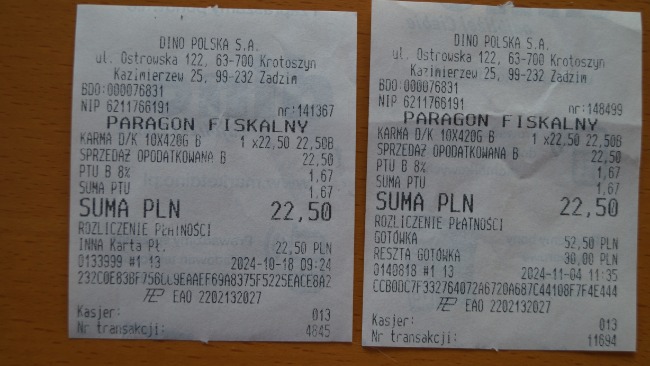 DINO POLSKA S.A.
ul. Ostrowska 122, 63-700 Krotoszyn
Kazimierzew 25, 99-232 Zadzim
BDO:000076831
NIP 6211766191 nr:141367
PARAGON FISKALNY
KARMA D/K 10X420G B 1 x22,50 22,50B
SPRZEDAŻ OPODATKOWANA B 22,50
PTU B 8% 1,67
SUMA PTU 1,67
SUMA PLN 22,50
ROZLICZENIE PŁATNOŚCI
INNA Karta Pł. 22,50 PLN
0133999 #1 13 2024-10-18 09:24
EAO 2202132027
Kasjer: 013
Nr transakcji: 4845
DINO POLSKA S.A.
ul. Ostrowska 122, 63-700 Krotoszyn
Kazimierzew 25, 99-232 Zadzim
BDO:000076831
NIP 6211766191 nr:148499
PARAGON FISKALNY
KARMA D/K 10X420G B 1 x22,50 22,50B
SPRZEDAŻ OPODATKOWANA B 22,50
PTU B 8% 1,67
SUMA PTU 1,67
SUMA PLN 22,50
ROZLICZENIE PŁATNOŚCI
GOTÓWKA 52,50 PLN
RESZTA GOTÓWKA 30,00 PLN
0140818 #1 13 2024-11-04 11:35
CCB0DC7F332764072A6720A687C44108F7F4E444
EAO 2202132027
Kasjer: 013
Nr transakcji: 11694